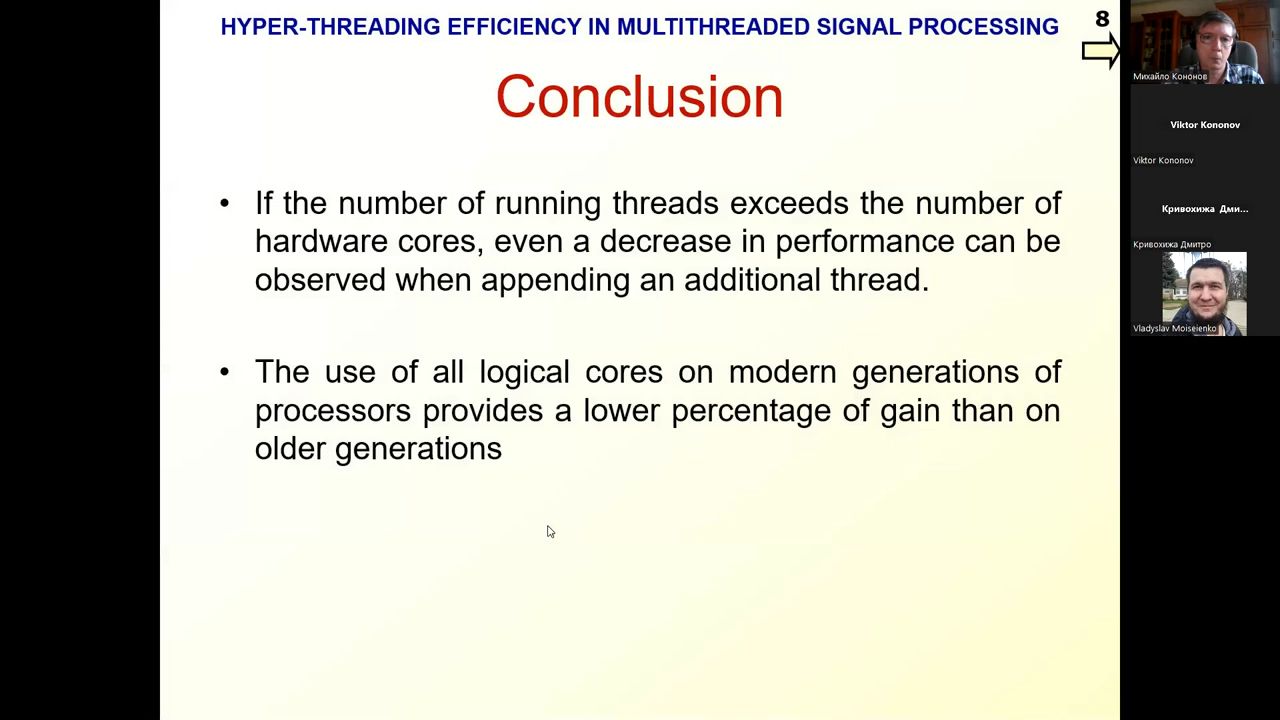 HYPER-THREADING EFFICIENCY IN MULTITHREADED SIGNAL PROCESSING
8
Conclusion
• If the number of running threads exceeds the number of
hardware cores, even a decrease in performance can be
observed when appending an additional thread.
• The use of all logical cores on modern generations of
processors provides a lower percentage of gain than on
older generations
Михайло Кононов
Viktor Kononov
Viktor Kononov
Кривохижа Дми...
Кривохижа Дмитро
Vladyslav Moiseienko